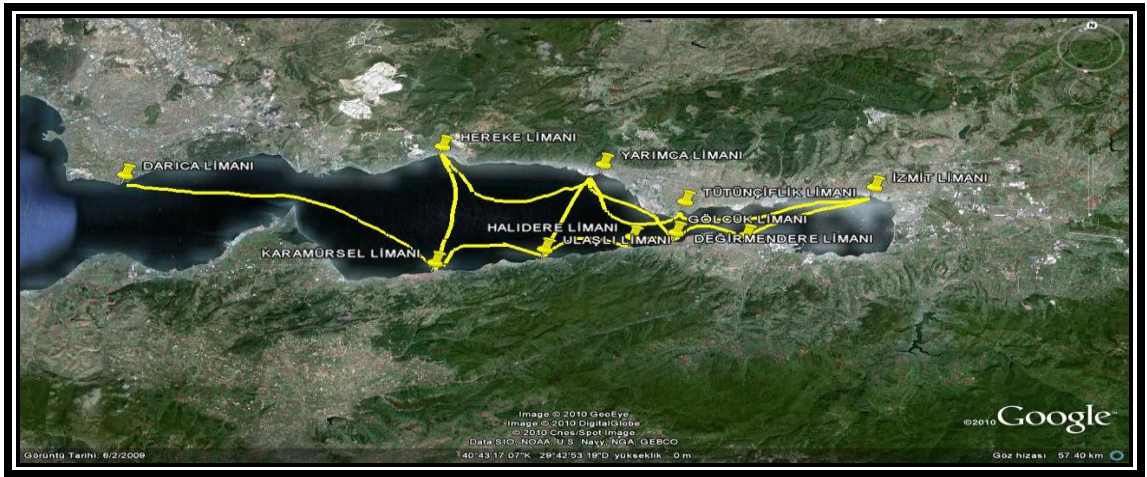 N
HEREKE LİMANI
YARIMCA LİMANI
DARICA LİMANI
İZMİT LİMANI
TÜTÜNÇİFLİK LİMANI
GÖLCÜK LİMANI
HALIDERE LİMANI
ULAŞLI LİMANI
DEĞİRMENDERE LİMANI
KARAMÜRSEL LİMANI
Image © 2010 GeoEye
Image © 2010 DigitalGlobe
© 2010 Cnes/Spot Image
Data SIO, NOAA, U.S. Navy, NGA, GEBCO
©2010 Google
Görüntü Tarihi: 6/2/2009
40°43'17.07"K 29°42'53.19"D yükseklik 0 m
Göz hizası 57.40 km